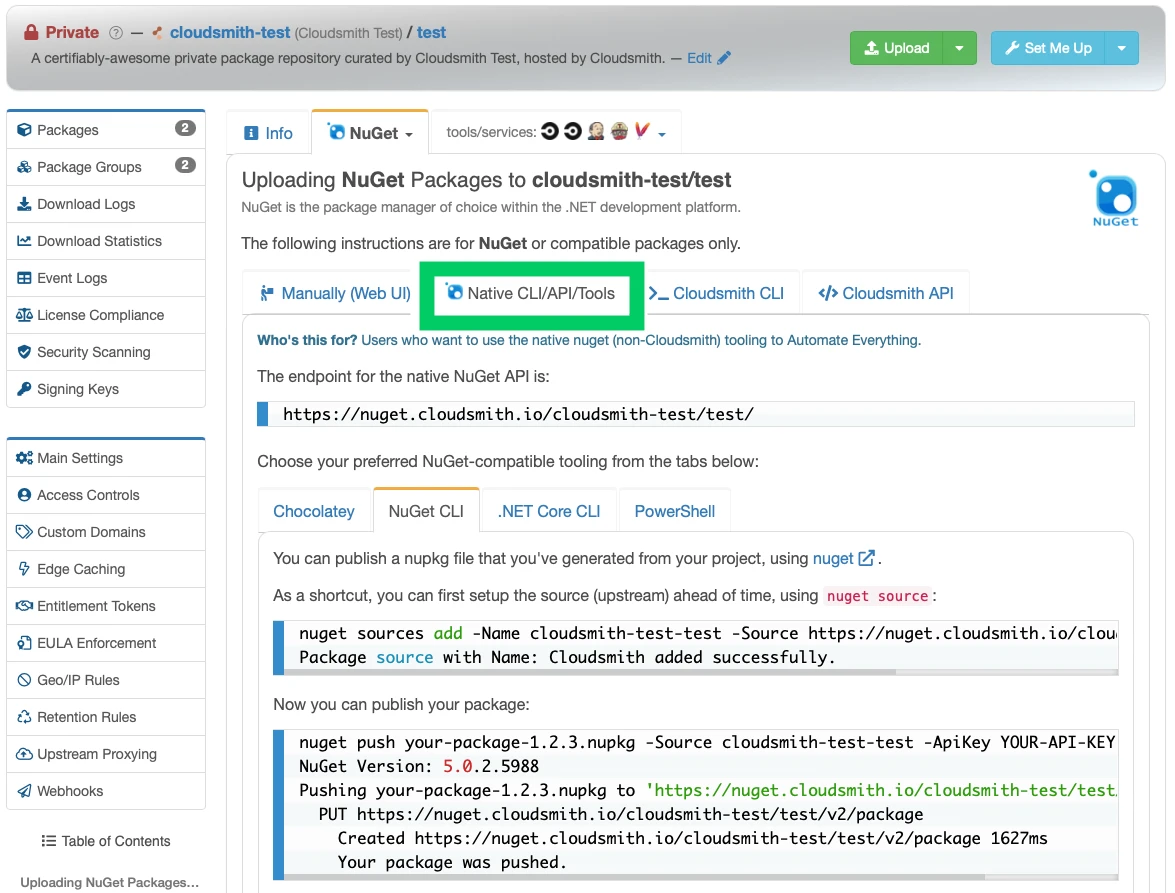 Private — cloudsmith-test (Cloudsmith Test) / test
A certifiably-awesome private package repository curated by Cloudsmith Test, hosted by Cloudsmith. — Edit
Upload
Set Me Up
Packages 2
Package Groups 2
Download Logs
Download Statistics
Event Logs
License Compliance
Security Scanning
Signing Keys
Main Settings
Access Controls
Custom Domains
Edge Caching
Entitlement Tokens
EULA Enforcement
Geo/IP Rules
Retention Rules
Upstream Proxying
Webhooks
Table of Contents
Uploading NuGet Packages...
Info
NuGet
tools/services:
Uploading NuGet Packages to cloudsmith-test/test
NuGet is the package manager of choice within the .NET development platform.
NuGet
The following instructions are for NuGet or compatible packages only.
Manually (Web UI)
Native CLI/API/Tools
Cloudsmith CLI
Cloudsmith API
Who's this for? Users who want to use the native nuget (non-Cloudsmith) tooling to Automate Everything.
The endpoint for the native NuGet API is:
https://nuget.cloudsmith.io/cloudsmith-test/test/
Choose your preferred NuGet-compatible tooling from the tabs below:
Chocolatey
NuGet CLI
.NET Core CLI
PowerShell
You can publish a nupkg file that you've generated from your project, using nuget .
As a shortcut, you can first setup the source (upstream) ahead of time, using nuget source :
nuget sources add -Name cloudsmith-test-test -Source https://nuget.cloudsmith.io/clou
Package source with Name: Cloudsmith added successfully.
Now you can publish your package:
nuget push your-package-1.2.3.nupkg -Source cloudsmith-test-test -ApiKey YOUR-API-KEY
NuGet Version: 5.0.2.5988
Pushing your-package-1.2.3.nupkg to 'https://nuget.cloudsmith.io/cloudsmith-test/test
PUT https://nuget.cloudsmith.io/cloudsmith-test/test/v2/package
Created https://nuget.cloudsmith.io/cloudsmith-test/test/v2/package 1627ms
Your package was pushed.